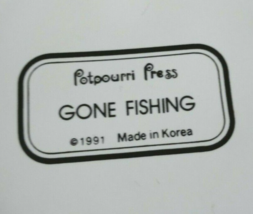 Potpourri Press
GONE FISHING
©1991 Made in Korea